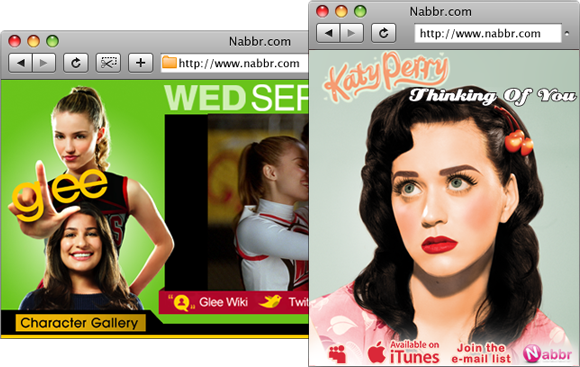 Nabbr.com
http://www.nabbr.com
WED SEP
glee
Glee Wiki
Twit
Character Gallery
Nabbr.com
http://www.nabbr.com
Katy Perry
Thinking Of You
Available on
iTunes
Join the
e-mail list
Nabbr